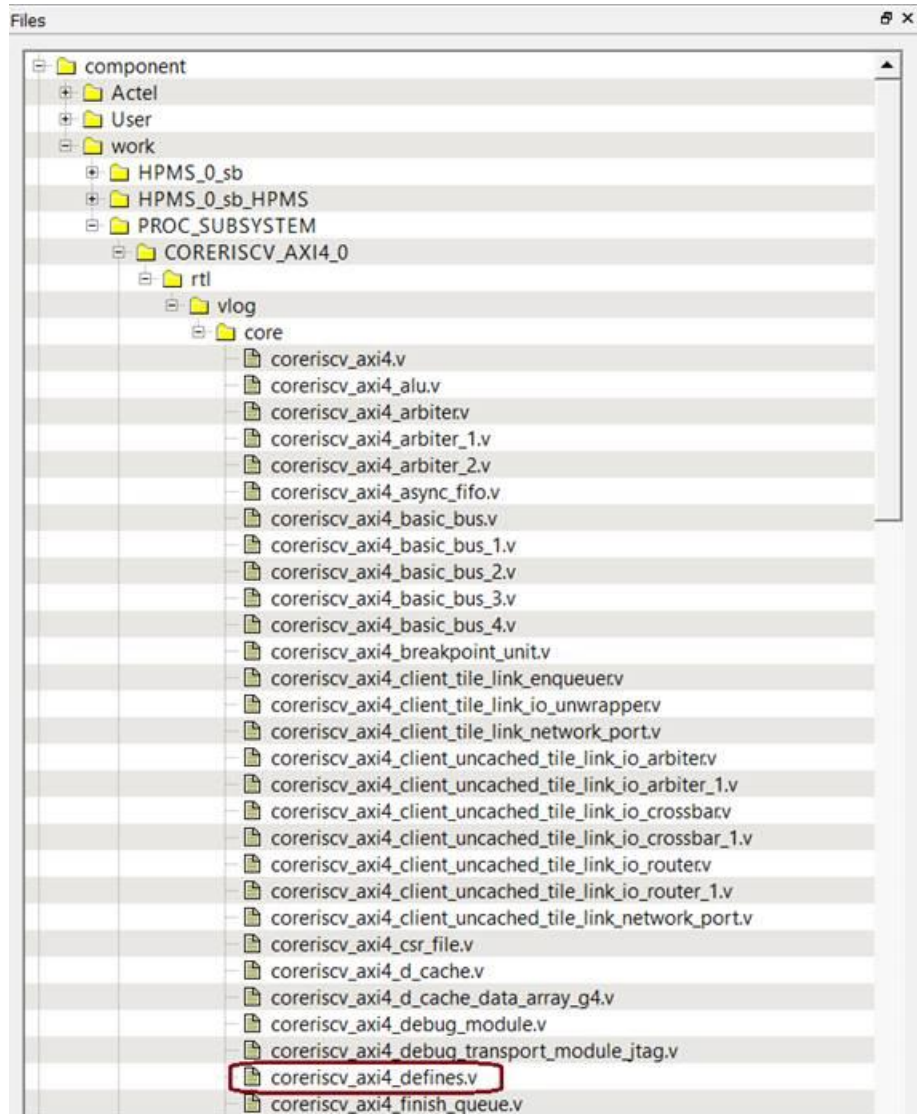 Files
component
Actel
User
work
HPMS_0_sb
HPMS_0_sb_HPMS
PROC_SUBSYSTEM
CORERISCV_AXI4_0
rtl
vlog
core
coreriscv_axi4.v
coreriscv_axi4_alu.v
coreriscv_axi4_arbiter.v
coreriscv_axi4_arbiter_1.v
coreriscv_axi4_arbiter_2.v
coreriscv_axi4_async_fifo.v
coreriscv_axi4_basic_bus.v
coreriscv_axi4_basic_bus_1.v
coreriscv_axi4_basic_bus_2.v
coreriscv_axi4_basic_bus_3.v
coreriscv_axi4_basic_bus_4.v
coreriscv_axi4_breakpoint_unit.v
coreriscv_axi4_client_tile_link_enqueuer.v
coreriscv_axi4_client_tile_link_io_unwrapper.v
coreriscv_axi4_client_tile_link_network_port.v
coreriscv_axi4_client_uncached_tile_link_io_arbiter.v
coreriscv_axi4_client_uncached_tile_link_io_arbiter_1.v
coreriscv_axi4_client_uncached_tile_link_io_crossbar.v
coreriscv_axi4_client_uncached_tile_link_io_crossbar_1.v
coreriscv_axi4_client_uncached_tile_link_io_router.v
coreriscv_axi4_client_uncached_tile_link_io_router_1.v
coreriscv_axi4_client_uncached_tile_link_network_port.v
coreriscv_axi4_csr_file.v
coreriscv_axi4_d_cache.v
coreriscv_axi4_d_cache_data_array_g4.v
coreriscv_axi4_debug_module.v
coreriscv_axi4_debug_transport_module_jtag.v
coreriscv_axi4_defines.v
coreriscv_axi4_finish_queue.v